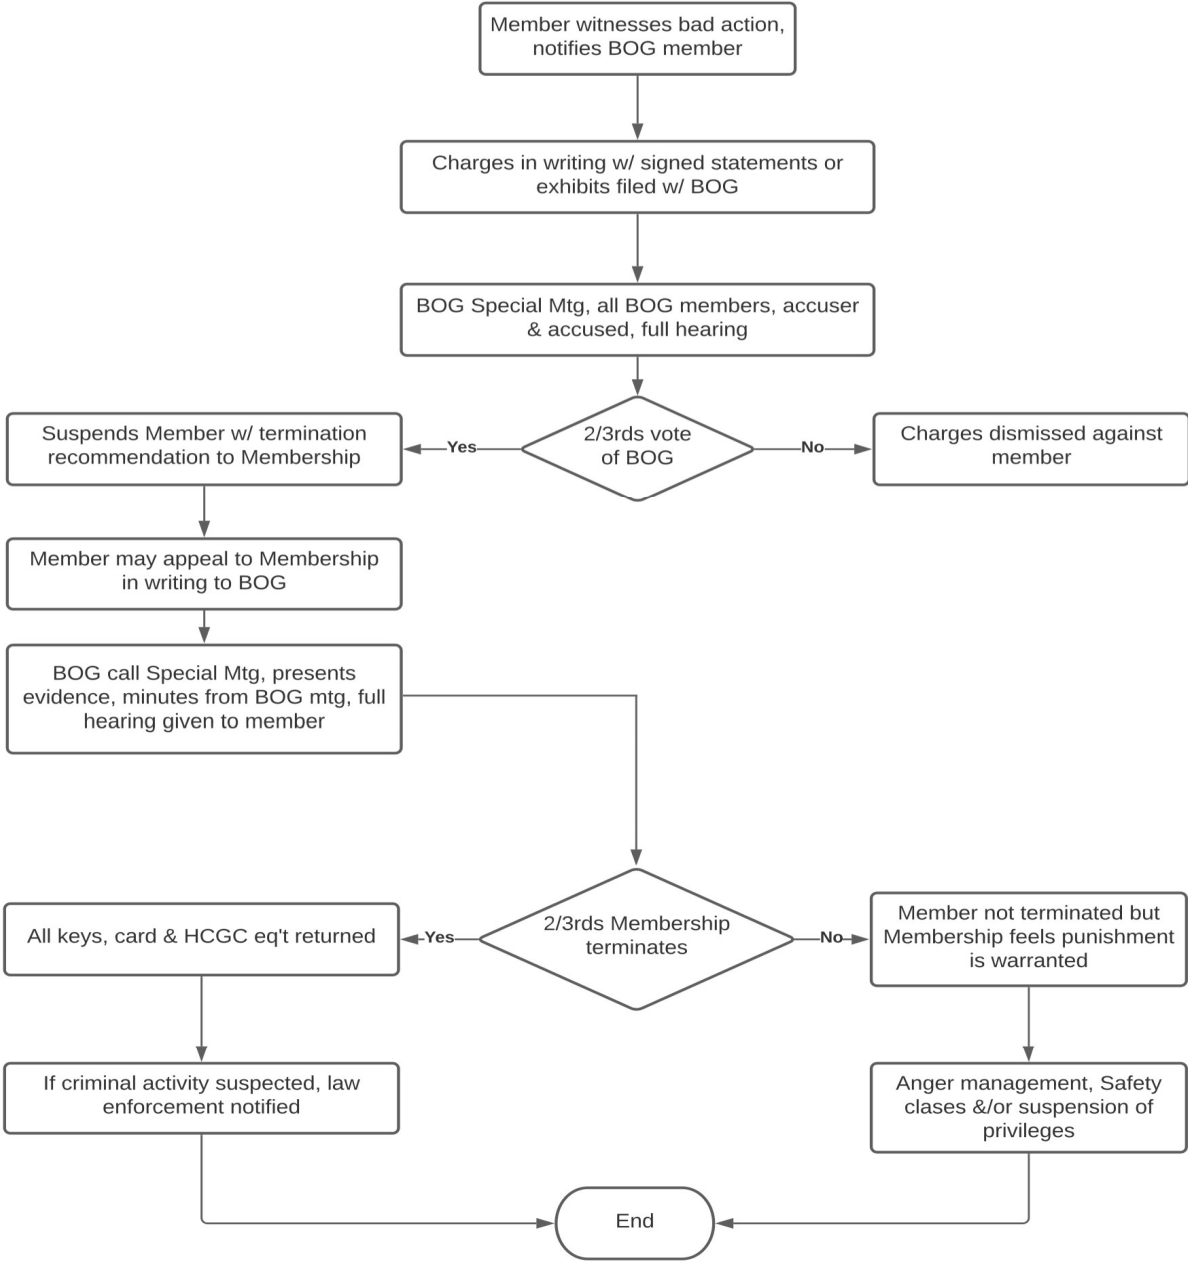 Member witnesses bad action,
notifies BOG member
Charges in writing w/ signed statements or
exhibits filed w/ BOG
BOG Special Mtg, all BOG members, accuser
& accused, full hearing
2/3rds vote
of BOG
Yes
No
Suspends Member w/ termination
recommendation to Membership
Charges dismissed against
member
Member may appeal to Membership
in writing to BOG
BOG call Special Mtg, presents
evidence, minutes from BOG mtg, full
hearing given to member
2/3rds Membership
terminates
Yes
No
All keys, card & HCGC eq't returned
Member not terminated but
Membership feels punishment
is warranted
If criminal activity suspected, law
enforcement notified
Anger management, Safety
clases &/or suspension of
privileges
End